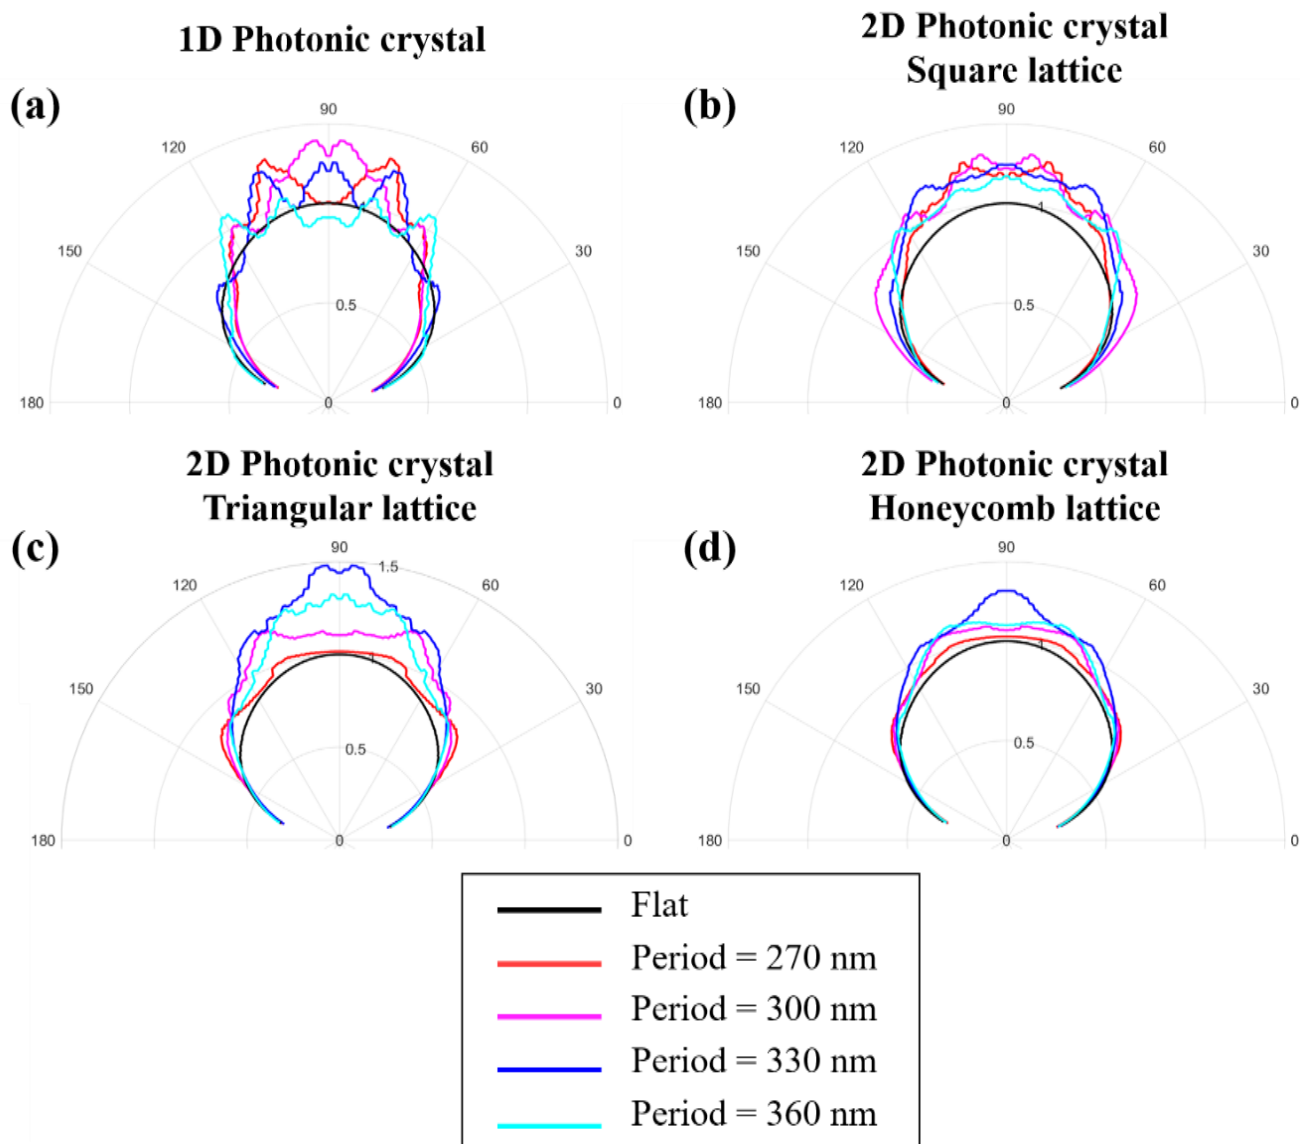 1D Photonic crystal
2D Photonic crystal
Square lattice
(a)
90
120
60
150
30
1
0.5
180
0
0
(b)
90
120
60
150
30
1
0.5
180
0
0
2D Photonic crystal
Triangular lattice
2D Photonic crystal
Honeycomb lattice
(c)
90
1.5
120
60
150
30
1
0.5
180
0
0
(d)
90
120
60
150
30
1
0.5
180
0
0
Flat
Period = 270 nm
Period = 300 nm
Period = 330 nm
Period = 360 nm